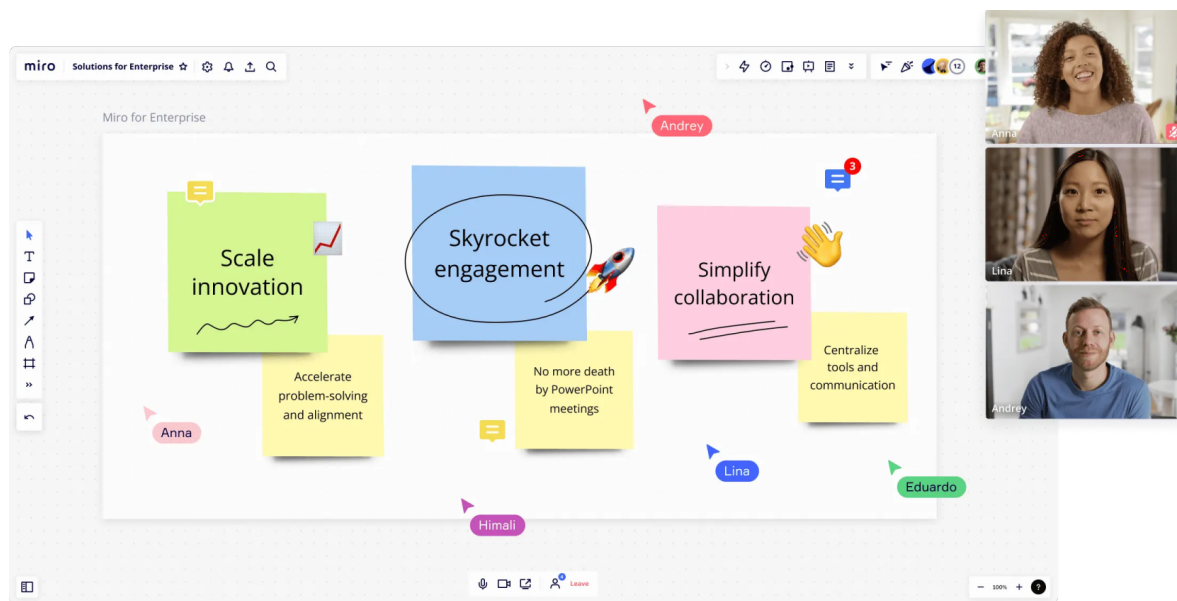 miro
Solutions for Enterprise
12
Miro for Enterprise
Andrey
3
Scale
innovation
Skyrocket
engagement
Simplify
collaboration
Accelerate
problem-solving
and alignment
No more death
by PowerPoint
meetings
Centralize
tools and
communication
Anna
Lina
Eduardo
Himali
Anna
Lina
Andrey
Leave
100%
?